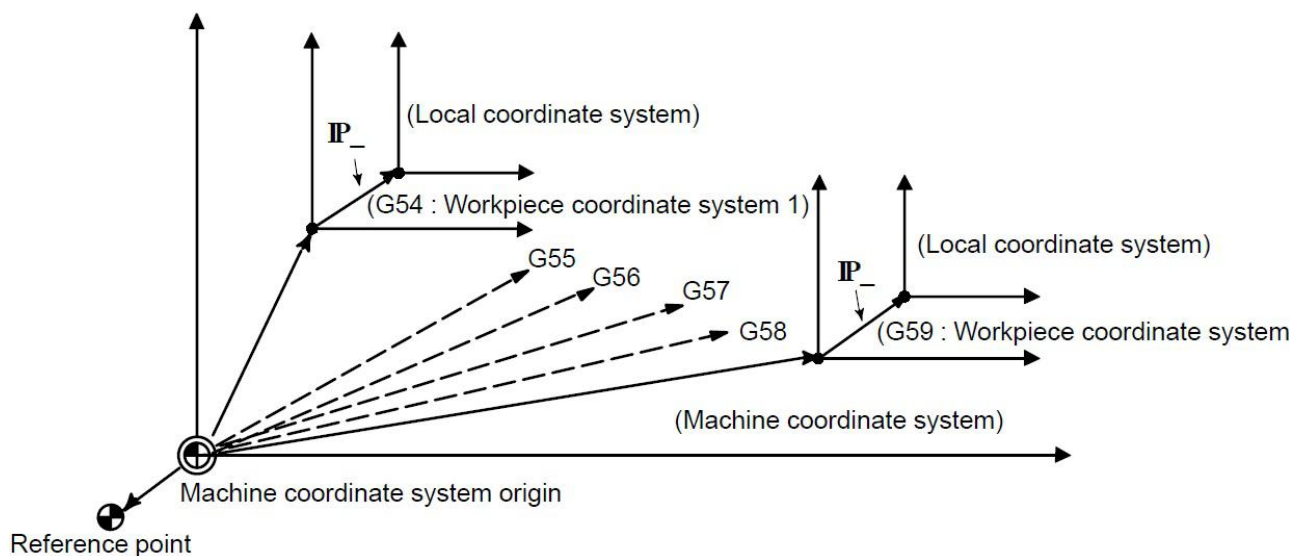 (Local coordinate system)
IP_
(G54 : Workpiece coordinate system 1)
G55
G56
G57
G58
(Local coordinate system)
IP_
(G59 : Workpiece coordinate system
(Machine coordinate system)
Machine coordinate system origin
Reference point